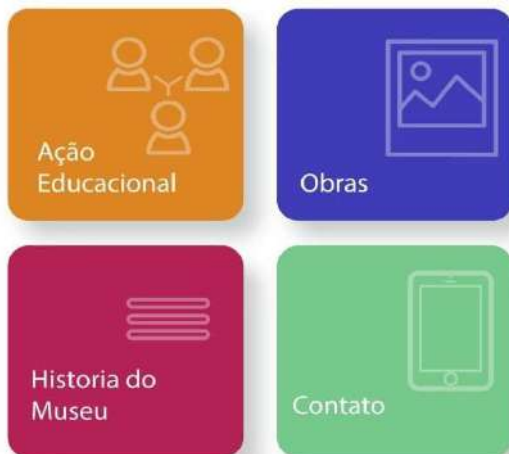 Ação
Educacional
Obras
Historia do
Museu
Contato